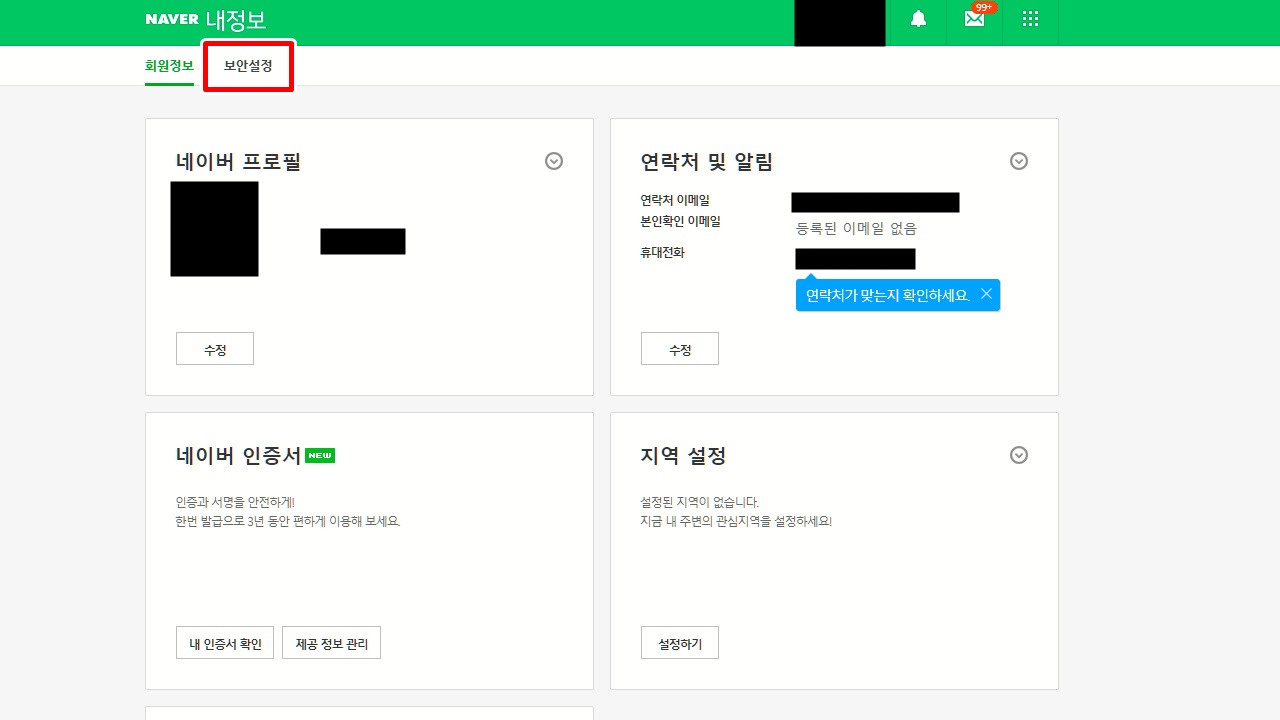 NAVER 내정보
99+
회원정보 보안설정
네이버 프로필
수정
연락처 및 알림
연락처 이메일
본인확인 이메일 등록된 이메일 없음
휴대전화
연락처가 맞는지 확인하세요.
수정
네이버 인증서 NEW
인증과 서명을 안전하게!
한번 발급으로 3년 동안 편하게 이용해 보세요.
내 인증서 확인 제공 정보 관리
지역 설정
설정된 지역이 없습니다.
지금 내 주변의 관심지역을 설정하세요!
설정하기